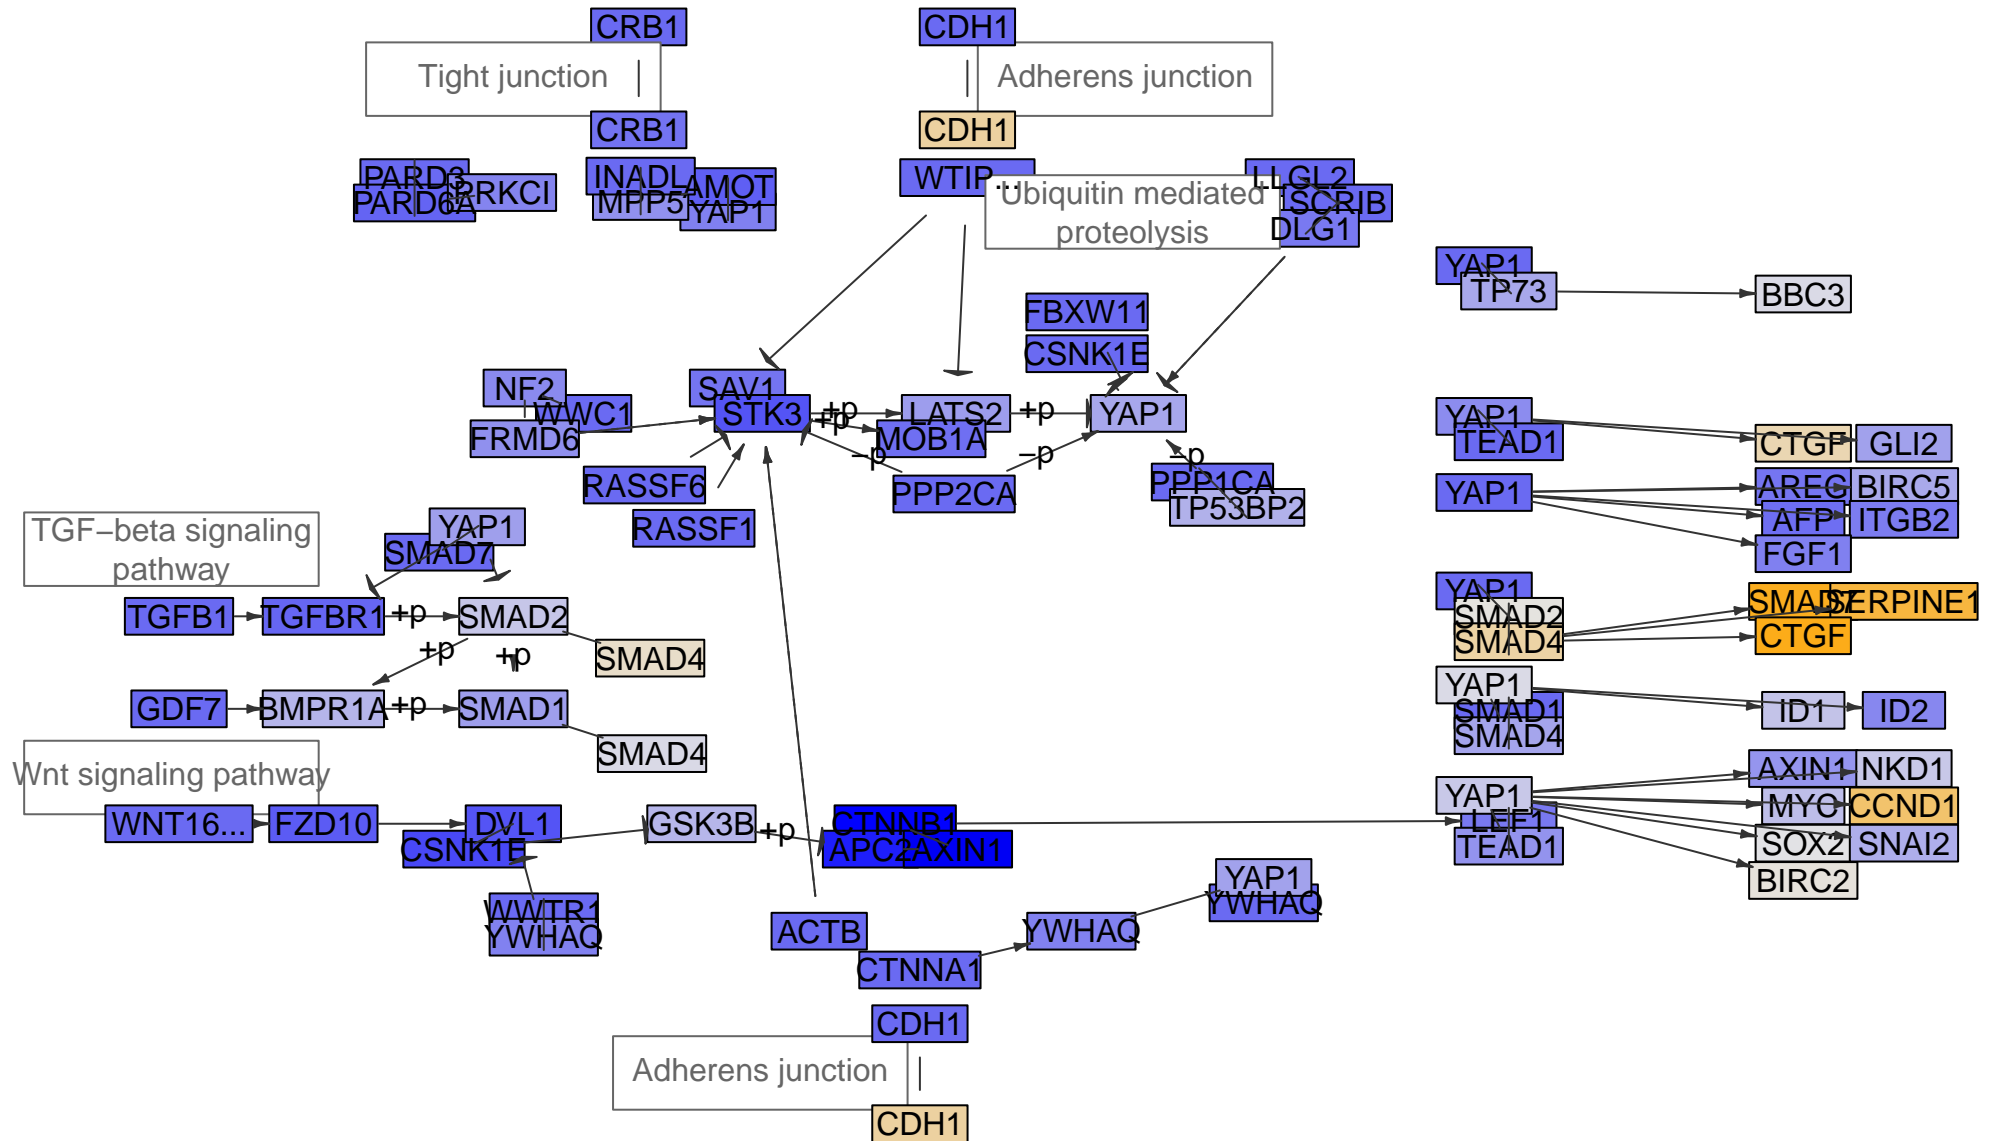 CRB1
CDH1
Tight junction
Adherens junction
CRB1
CDH1
PARD3
PRKCI
PARD6A
INADL
AMOT
MPP5
YAP1
WTIP...
LLGL2
Ubiquitin mediated
proteolysis
SCRIB
DLG1
YAP1
TP73
BBC3
FBXW11
CSNK1E
NF2
WWC1
FRMD6
SAV1
STK3
+p
+p
LATS2
MOB1A
+p
YAP1
−p
−p
−p
RASSF6
RASSF1
PPP2CA
PPP1CA
TP53BP2
YAP1
TEAD1
CTGF
GLI2
YAP1
AREG
BIRC5
AFP
ITGB2
FGF1
TGF−beta signaling
pathway
YAP1
SMAD7
TGFB1
TGFBR1
+p
SMAD2
+p
+p
SMAD4
YAP1
SMAD2
SMAD4
SMAD7
SERPINE1
CTGF
GDF7
BMPR1A
+p
SMAD1
SMAD4
YAP1
SMAD1
SMAD4
ID1
ID2
Wnt signaling pathway
WNT16...
FZD10
DVL1
CSNK1E
GSK3B
+p
CTNNB1
APC2
AXIN1
YAP1
LEF1
TEAD1
AXIN1
NKD1
MYC
CCND1
SOX2
SNAI2
BIRC2
WWTR1
YWHAQ
ACTB
CTNNA1
YWHAQ
YAP1
YWHAQ
CDH1
Adherens junction
CDH1